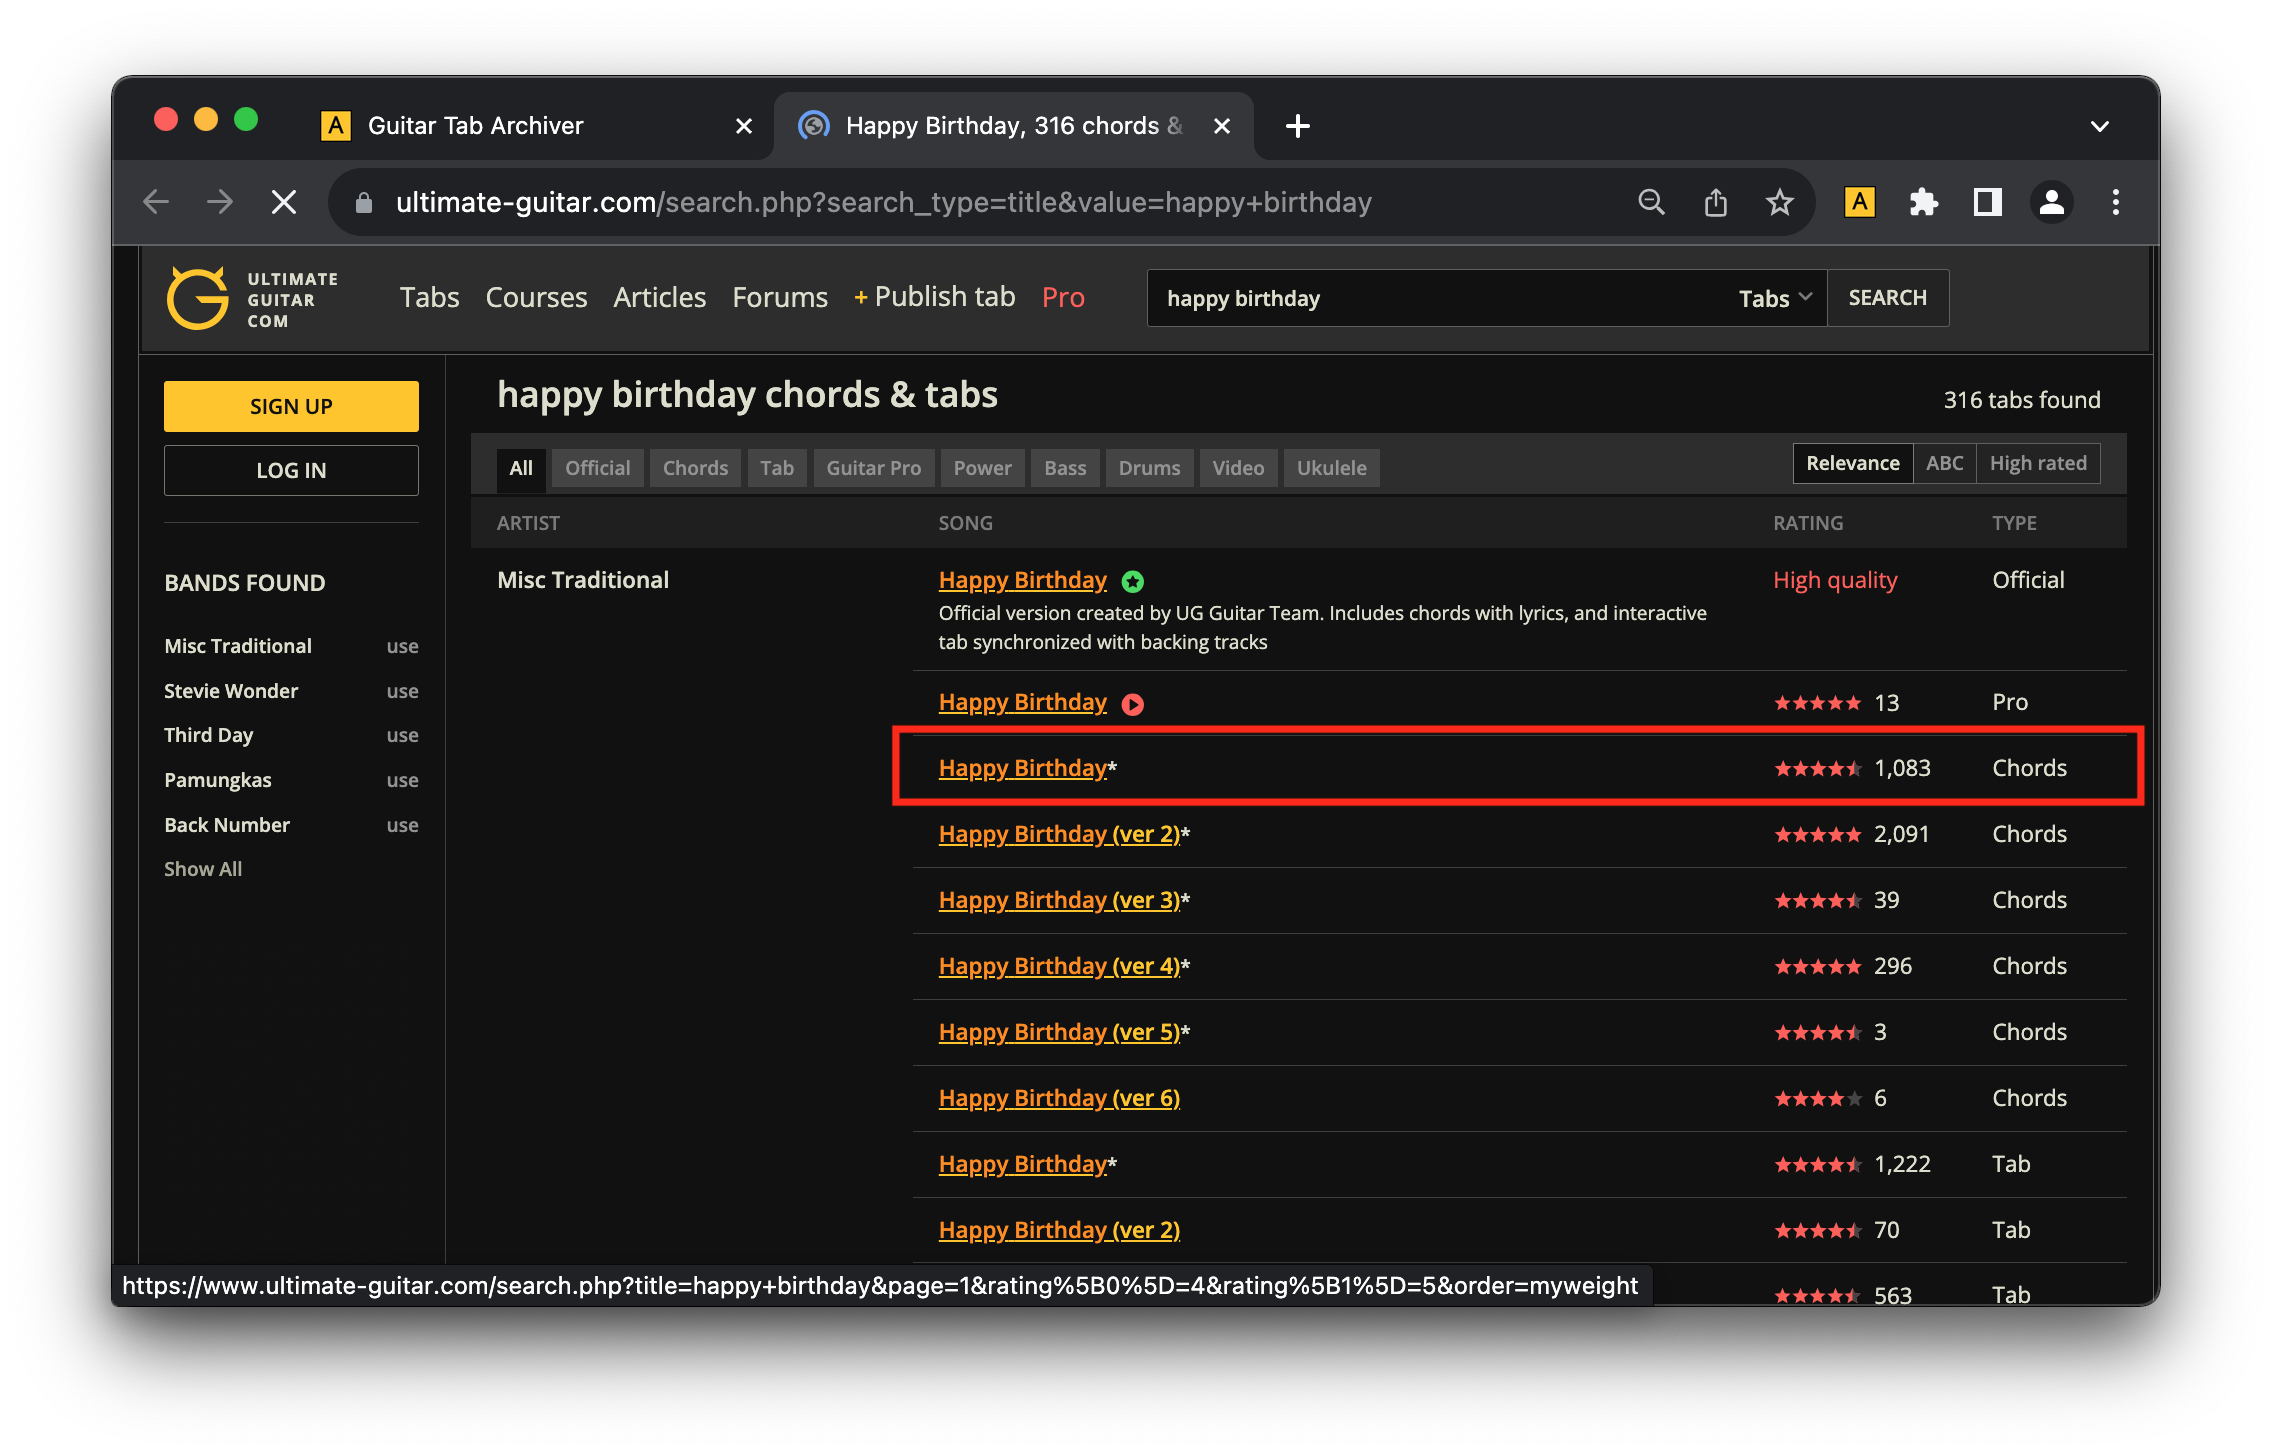 A Guitar Tab Archiver
Happy Birthday, 316 chords &
ultimate-guitar.com/search.php?search_type=title&value=happy+birthday
A
ULTIMATE
GUITAR
COM
Tabs Courses Articles Forums + Publish tab Pro
happy birthday Tabs SEARCH
SIGN UP
LOG IN
BANDS FOUND
Misc Traditional use
Stevie Wonder use
Third Day use
Pamungkas use
Back Number use
Show All
happy birthday chords & tabs
316 tabs found
All Official Chords Tab Guitar Pro Power Bass Drums Video Ukulele
Relevance ABC High rated
ARTIST SONG RATING TYPE
Misc Traditional Happy Birthday High quality Official
Official version created by UG Guitar Team. Includes chords with lyrics, and interactive
tab synchronized with backing tracks
Happy Birthday 13 Pro
Happy Birthday* 1,083 Chords
Happy Birthday (ver 2)* 2,091 Chords
Happy Birthday (ver 3)* 39 Chords
Happy Birthday (ver 4)* 296 Chords
Happy Birthday (ver 5)* 3 Chords
Happy Birthday (ver 6) 6 Chords
Happy Birthday* 1,222 Tab
Happy Birthday (ver 2) 70 Tab
563 Tab
https://www.ultimate-guitar.com/search.php?title=happy+birthday&page=1&rating%5B0%5D=4&rating%5B1%5D=5&order=myweight